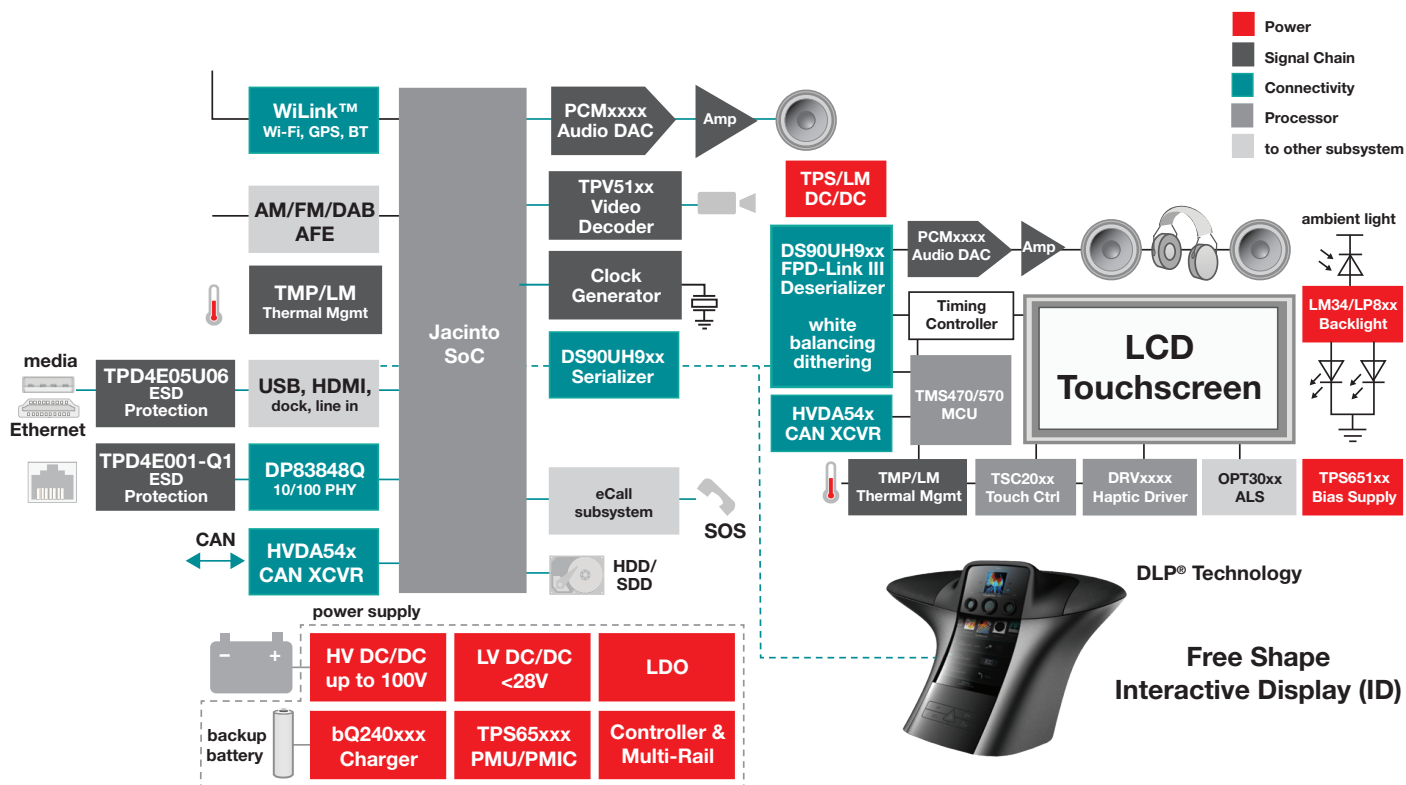 Power
Signal Chain
Connectivity
Processor
to other subsystem
WiLink™
Wi-Fi, GPS, BT
AM/FM/DAB
AFE
TMP/LM
Thermal Mgmt
media
TPD4E05U06
ESD
Protection
USB, HDMI,
dock, line in
Ethernet
TPD4E001-Q1
ESD
Protection
DP83848Q
10/100 PHY
CAN
HVDA54x
CAN XCVR
Jacinto
SoC
PCMxxxx
Audio DAC
Amp
TPV51xx
Video
Decoder
Clock
Generator
DS90UH9xx
Serializer
eCall
subsystem
SOS
HDD/
SDD
TPS/LM
DC/DC
DS90UH9xx
FPD-Link III
Deserializer
white
balancing
dithering
HVDA54x
CAN XCVR
PCMxxxx
Audio DAC
Amp
Timing
Controller
TMS470/570
MCU
LCD
Touchscreen
ambient light
LM34/LP8xx
Backlight
TMP/LM
Thermal Mgmt
TSC20xx
Touch Ctrl
DRVxxxx
Haptic Driver
OPT30xx
ALS
TPS651xx
Bias Supply
power supply
− +
HV DC/DC
up to 100V
LV DC/DC
<28V
LDO
backup
battery
bQ240xxx
Charger
TPS65xxx
PMU/PMIC
Controller &
Multi-Rail
DLP® Technology
Free Shape
Interactive Display (ID)